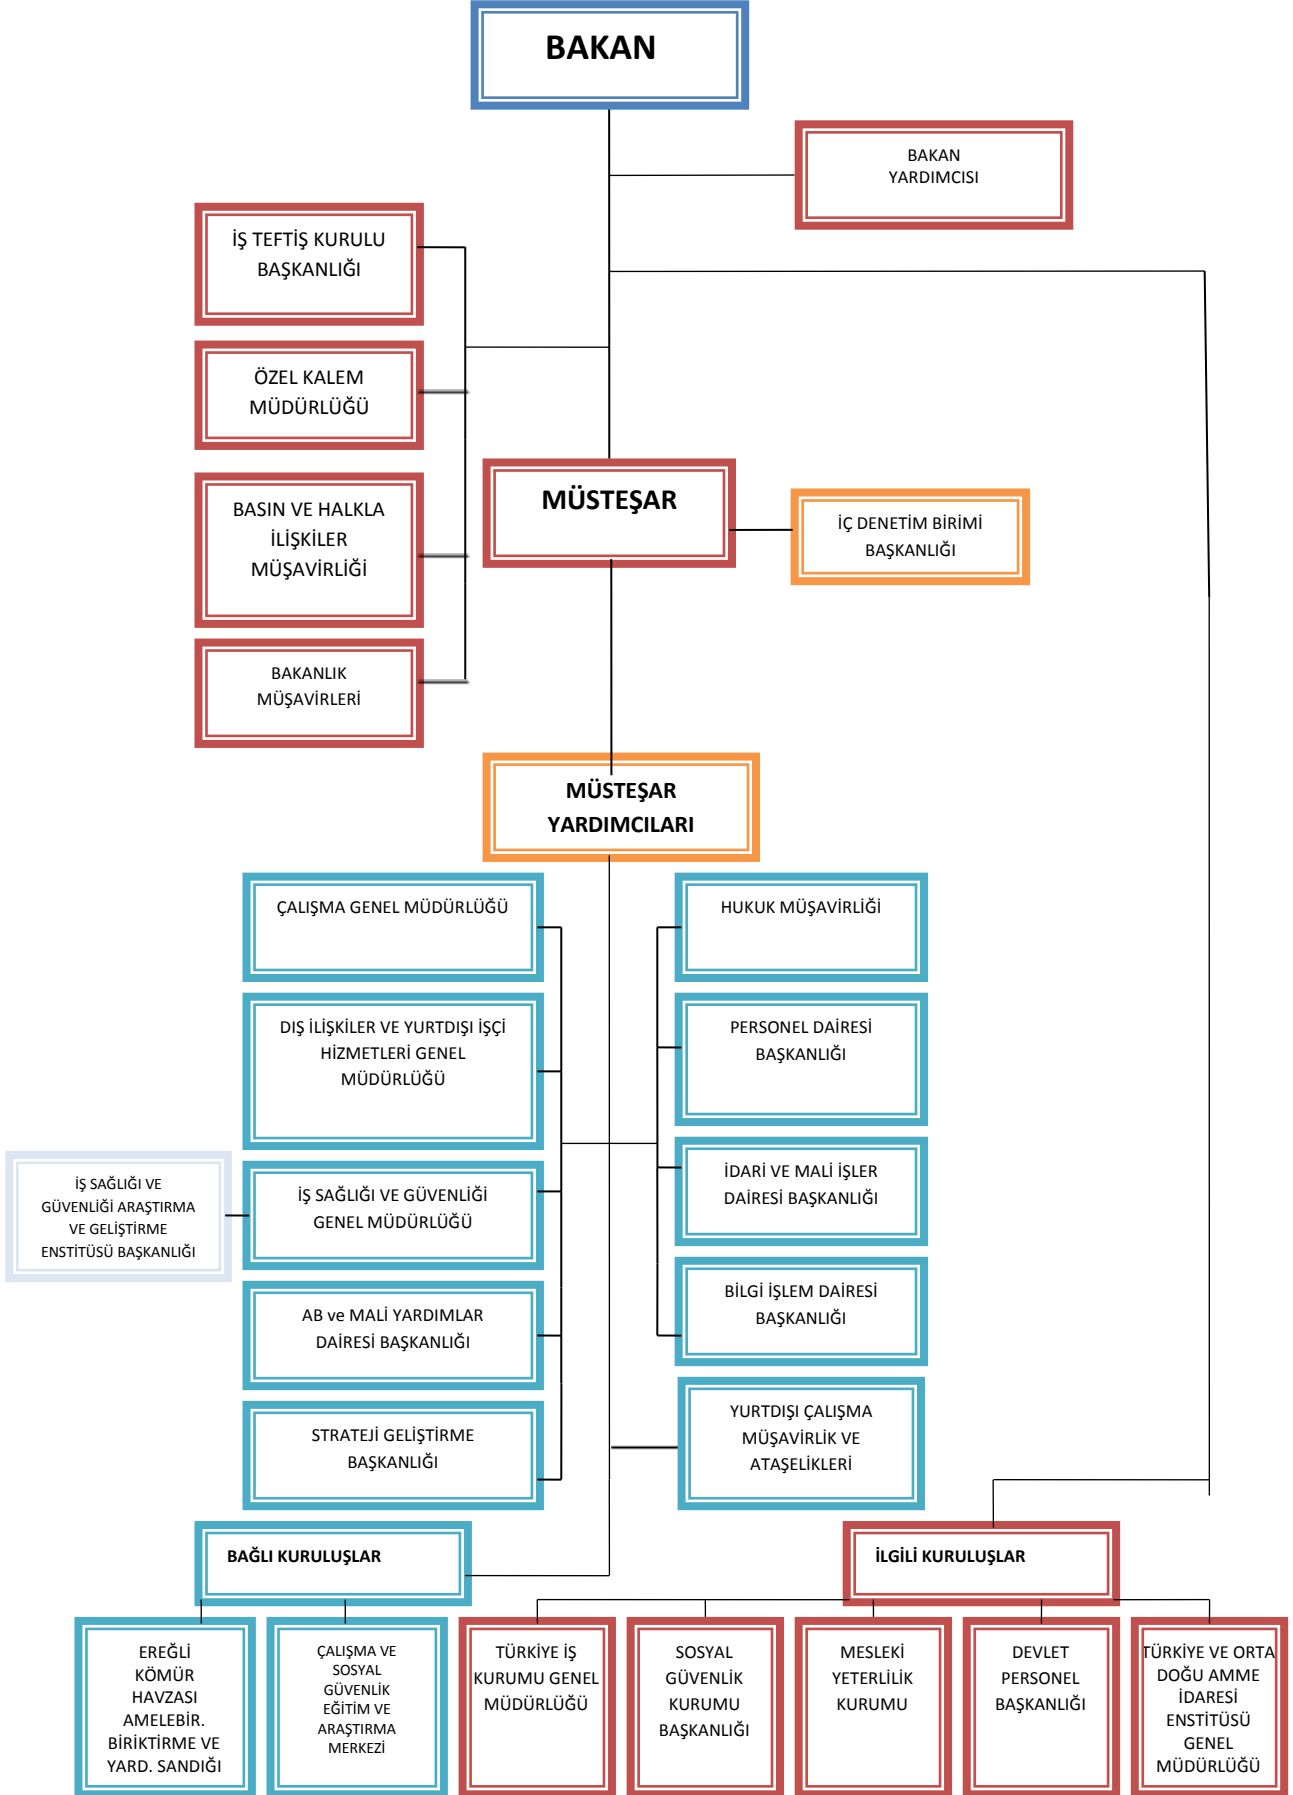 BAKAN
BAKAN
YARDIMCISI
İŞ TEFTİŞ KURULU
BAŞKANLIĞI
ÖZEL KALEM
MÜDÜRLÜĞÜ
BASIN VE HALKLA
İLİŞKİLER
MÜŞAVİRLİĞİ
BAKANLIK
MÜŞAVİRLERİ
MÜSTEŞAR
İÇ DENETİM BİRİMİ
BAŞKANLIĞI
MÜSTEŞAR
YARDIMCILARI
ÇALIŞMA GENEL MÜDÜRLÜĞÜ
DIŞ İLİŞKİLER VE YURTDIŞI İŞÇİ
HİZMETLERİ GENEL
MÜDÜRLÜĞÜ
İŞ SAĞLIĞI VE
GÜVENLİĞİ ARAŞTIRMA
VE GELİŞTİRME
ENSTİTÜSÜ BAŞKANLIĞI
İŞ SAĞLIĞI VE GÜVENLİĞİ
GENEL MÜDÜRLÜĞÜ
AB ve MALİ YARDIMLAR
DAİRESİ BAŞKANLIĞI
STRATEJİ GELİŞTİRME
BAŞKANLIĞI
HUKUK MÜŞAVİRLİĞİ
PERSONEL DAİRESİ
BAŞKANLIĞI
İDARİ VE MALİ İŞLER
DAİRESİ BAŞKANLIĞI
BİLGİ İŞLEM DAİRESİ
BAŞKANLIĞI
YURTDIŞI ÇALIŞMA
MÜŞAVİRLİK VE
ATAŞELİKLERİ
BAĞLI KURULUŞLAR
İLGİLİ KURULUŞLAR
EREĞLİ
KÖMÜR
HAVZASI
AMELEBİR.
BİRİKTİRME VE
YARD. SANDIĞI
ÇALIŞMA VE
SOSYAL
GÜVENLİK
EĞİTİM VE
ARAŞTIRMA
MERKEZİ
TÜRKİYE İŞ
KURUMU GENEL
MÜDÜRLÜĞÜ
SOSYAL
GÜVENLİK
KURUMU
BAŞKANLIĞI
MESLEKİ
YETERLİLİK
KURUMU
DEVLET
PERSONEL
BAŞKANLIĞI
TÜRKİYE VE ORTA
DOĞU AMME
İDARESİ
ENSTİTÜSÜ
GENEL
MÜDÜRLÜĞÜ